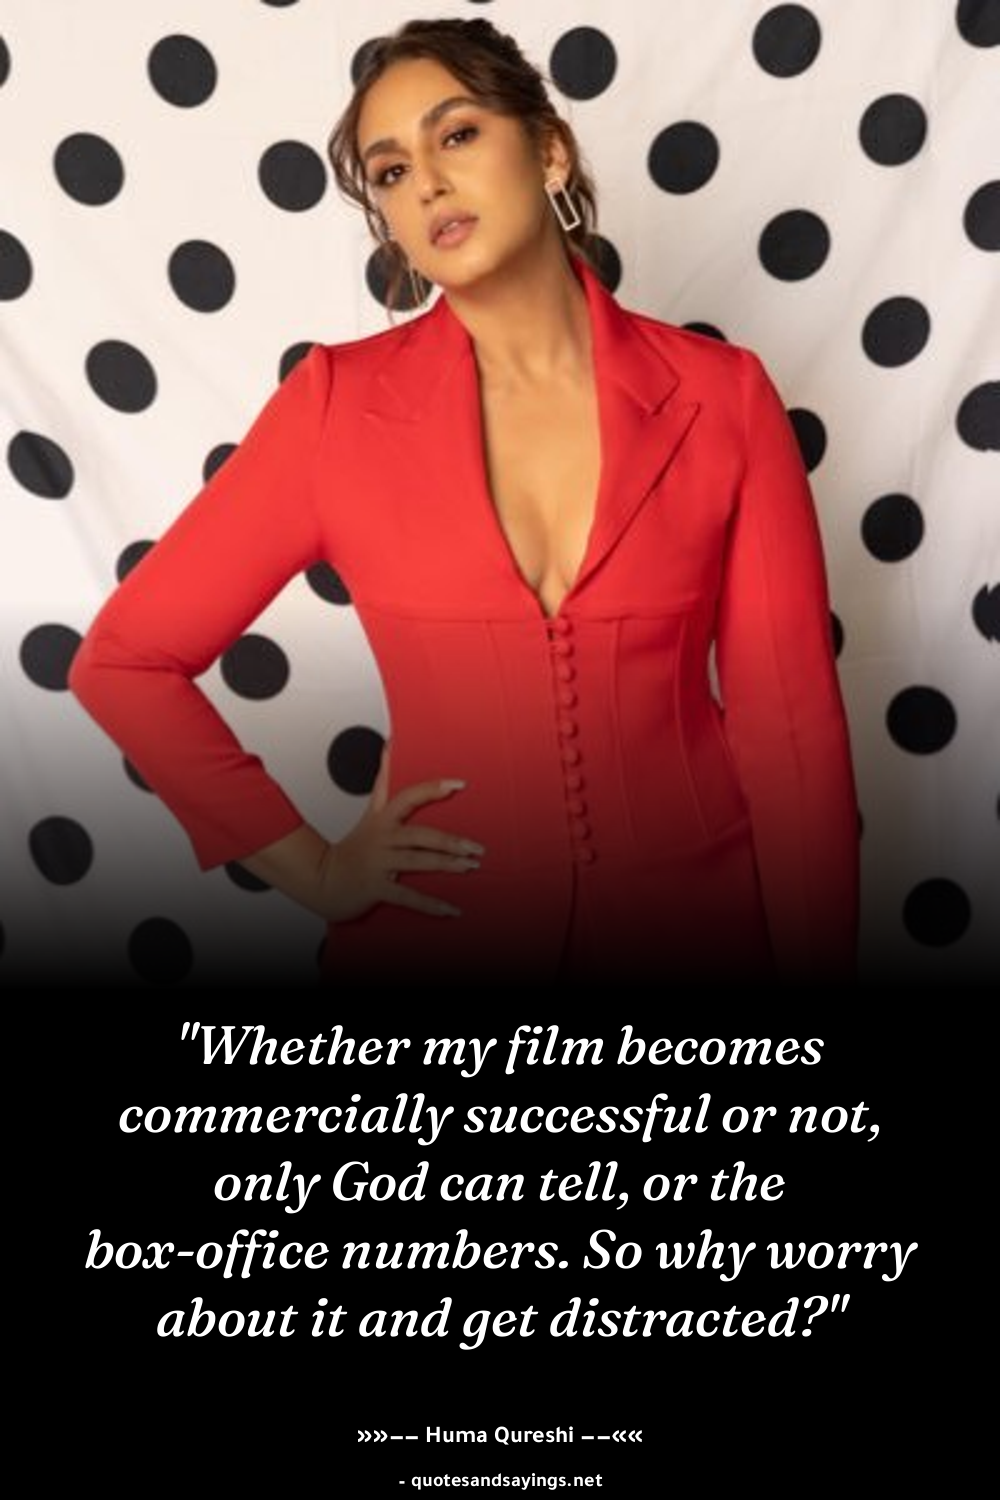 "Whether my film becomes
commercially successful or not,
only God can tell, or the
box-office numbers. So why worry
about it and get distracted?"
»»−− Huma Qureshi −−««
- quotesandsayings.net